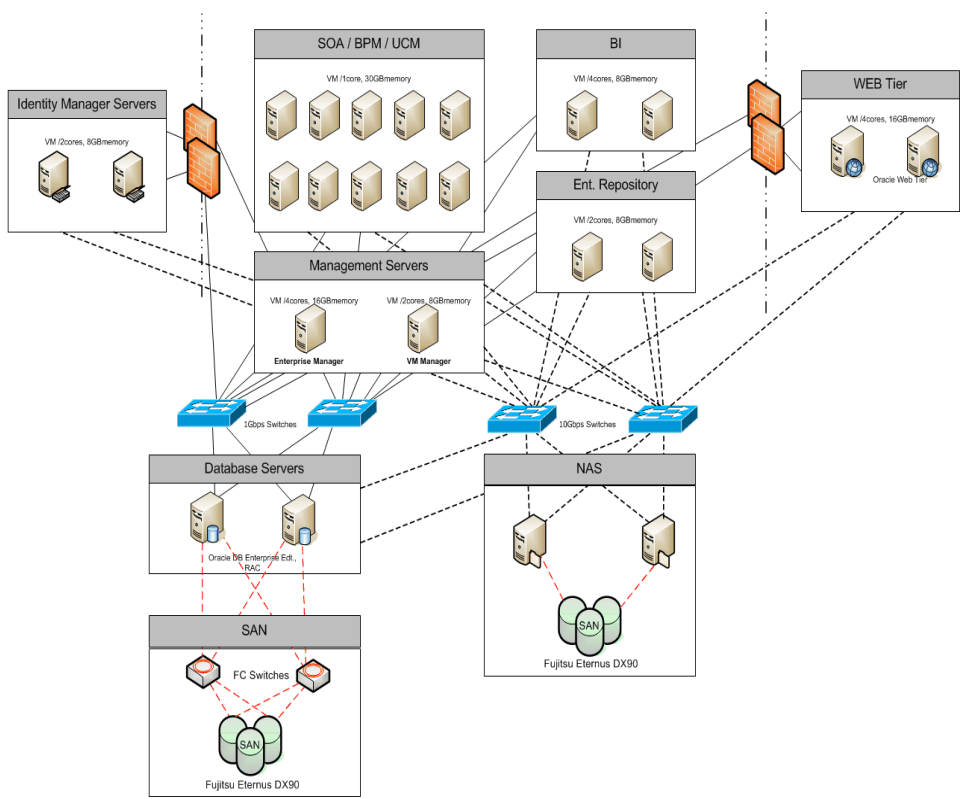 SOA / BPM / UCM
VM /1core, 30GBmemory
BI
VM /4cores, 8GBmemory
WEB Tier
VM /4cores, 16GBmemory
Oracle Web Tier
Identity Manager Servers
VM /2cores, 8GBmemory
Ent. Repository
VM /2cores, 8GBmemory
Management Servers
VM /4cores, 16GBmemory
VM /2cores, 8GBmemory
Enterprise Manager
VM Manager
1Gbps Switches
10Gbps Switches
Database Servers
Oracle DB Enterprise Edt.,
RAC
NAS
SAN
Fujitsu Eternus DX90
SAN
FC Switches
SAN
Fujitsu Eternus DX90